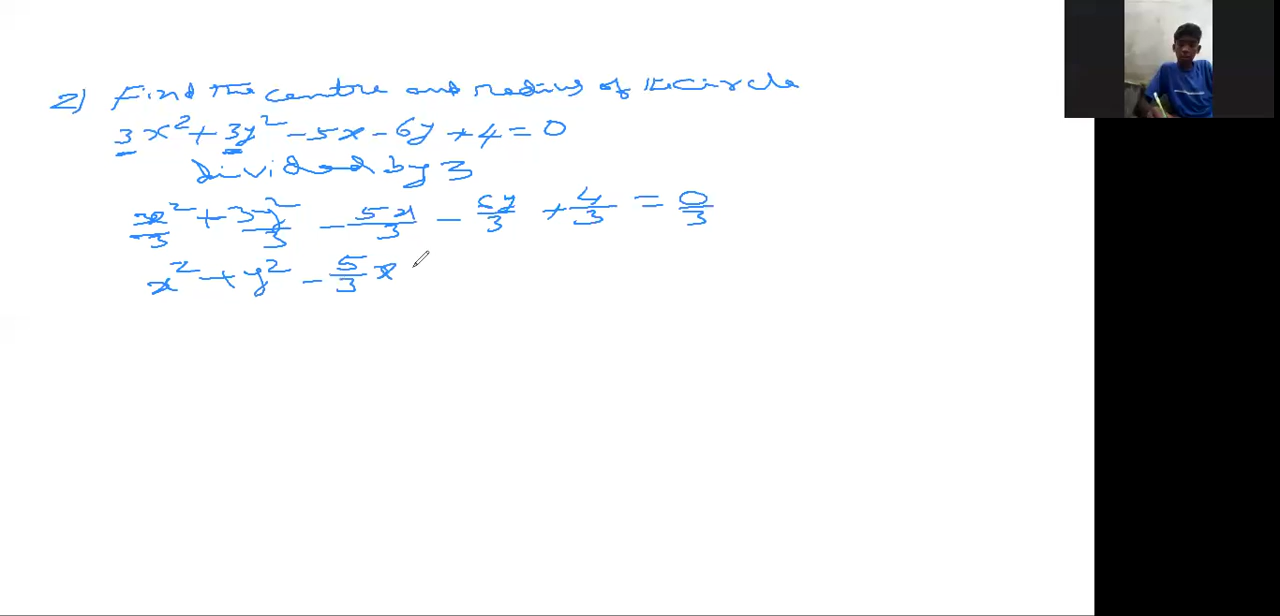 2) Find the centre and radius of the circle
3x² + 3y² - 5x - 6y + 4 = 0
Divided by 3
3x²/3 + 3y²/3 - 5x/3 - 6y/3 + 4/3 = 0/3
x² + y² - 5/3 x